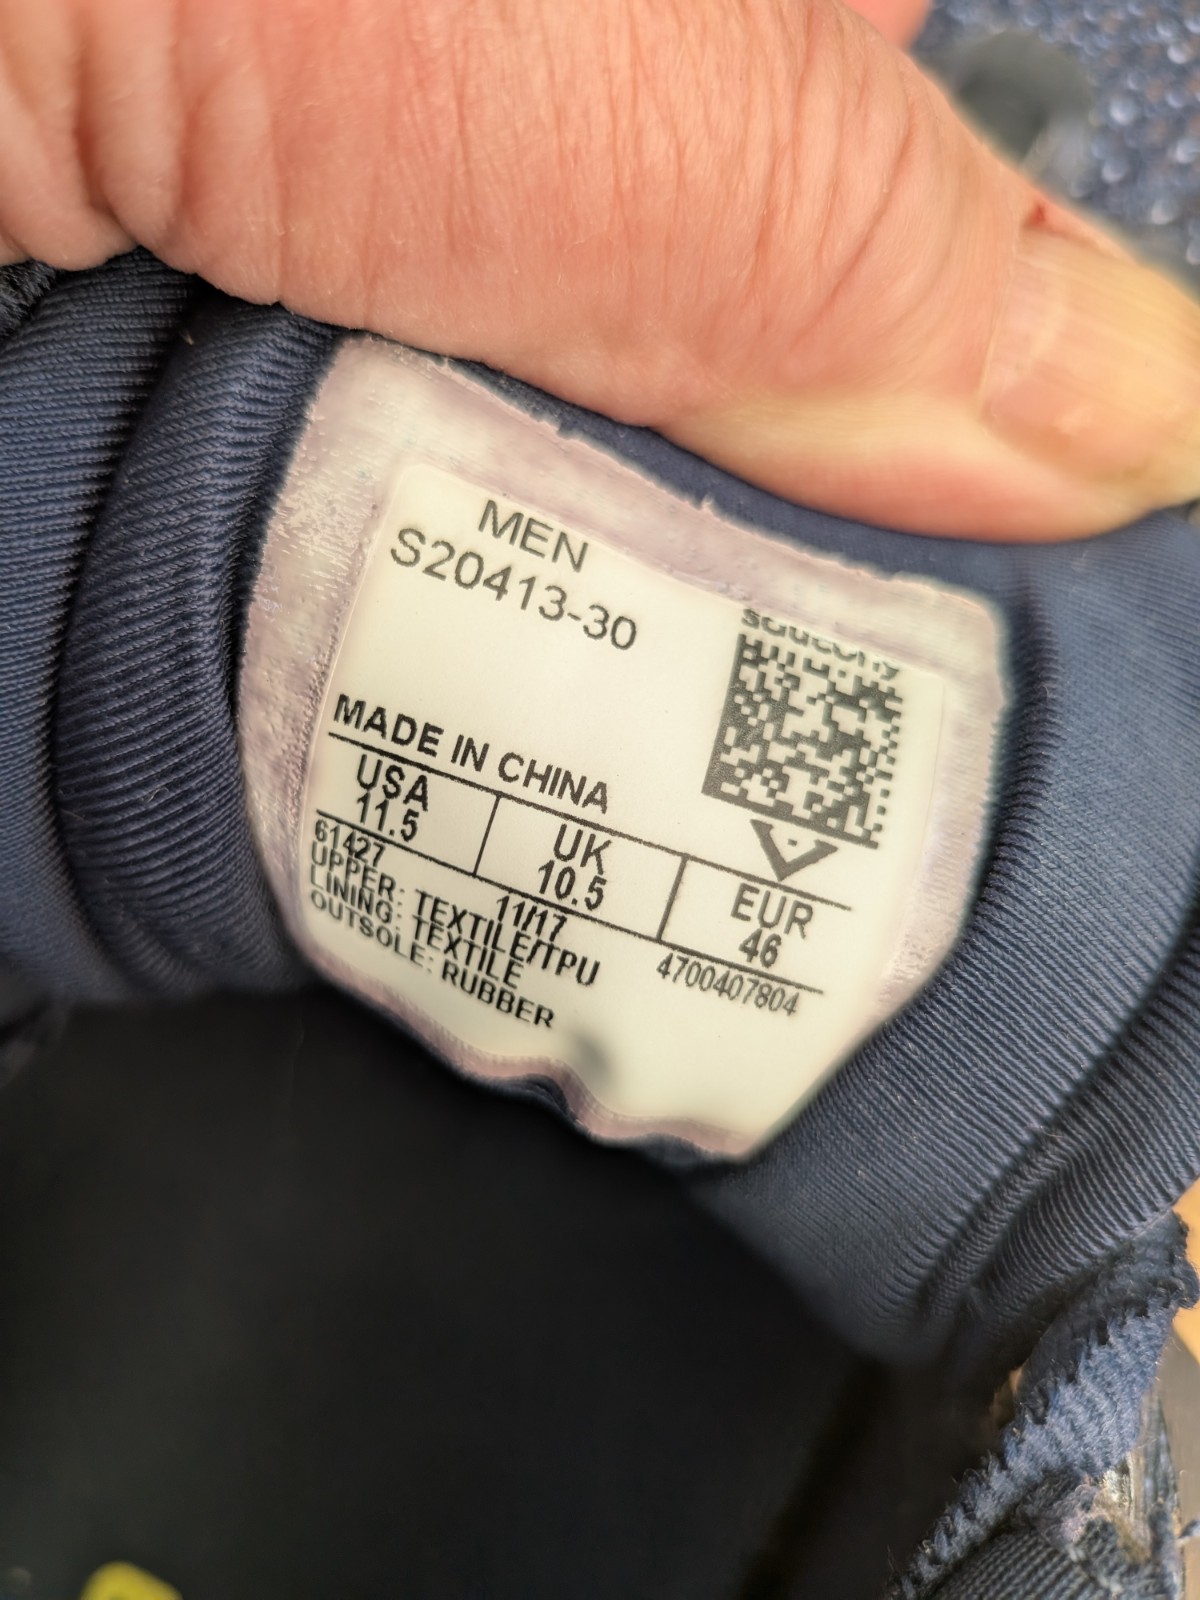 MEN
S20413-30
saucony
MADE IN CHINA
USA UK EUR
11.5 10.5 46
61427 11/17 4700407804
UPPER: TEXTILE/TPU
LINING: TEXTILE
OUTSOLE: RUBBER